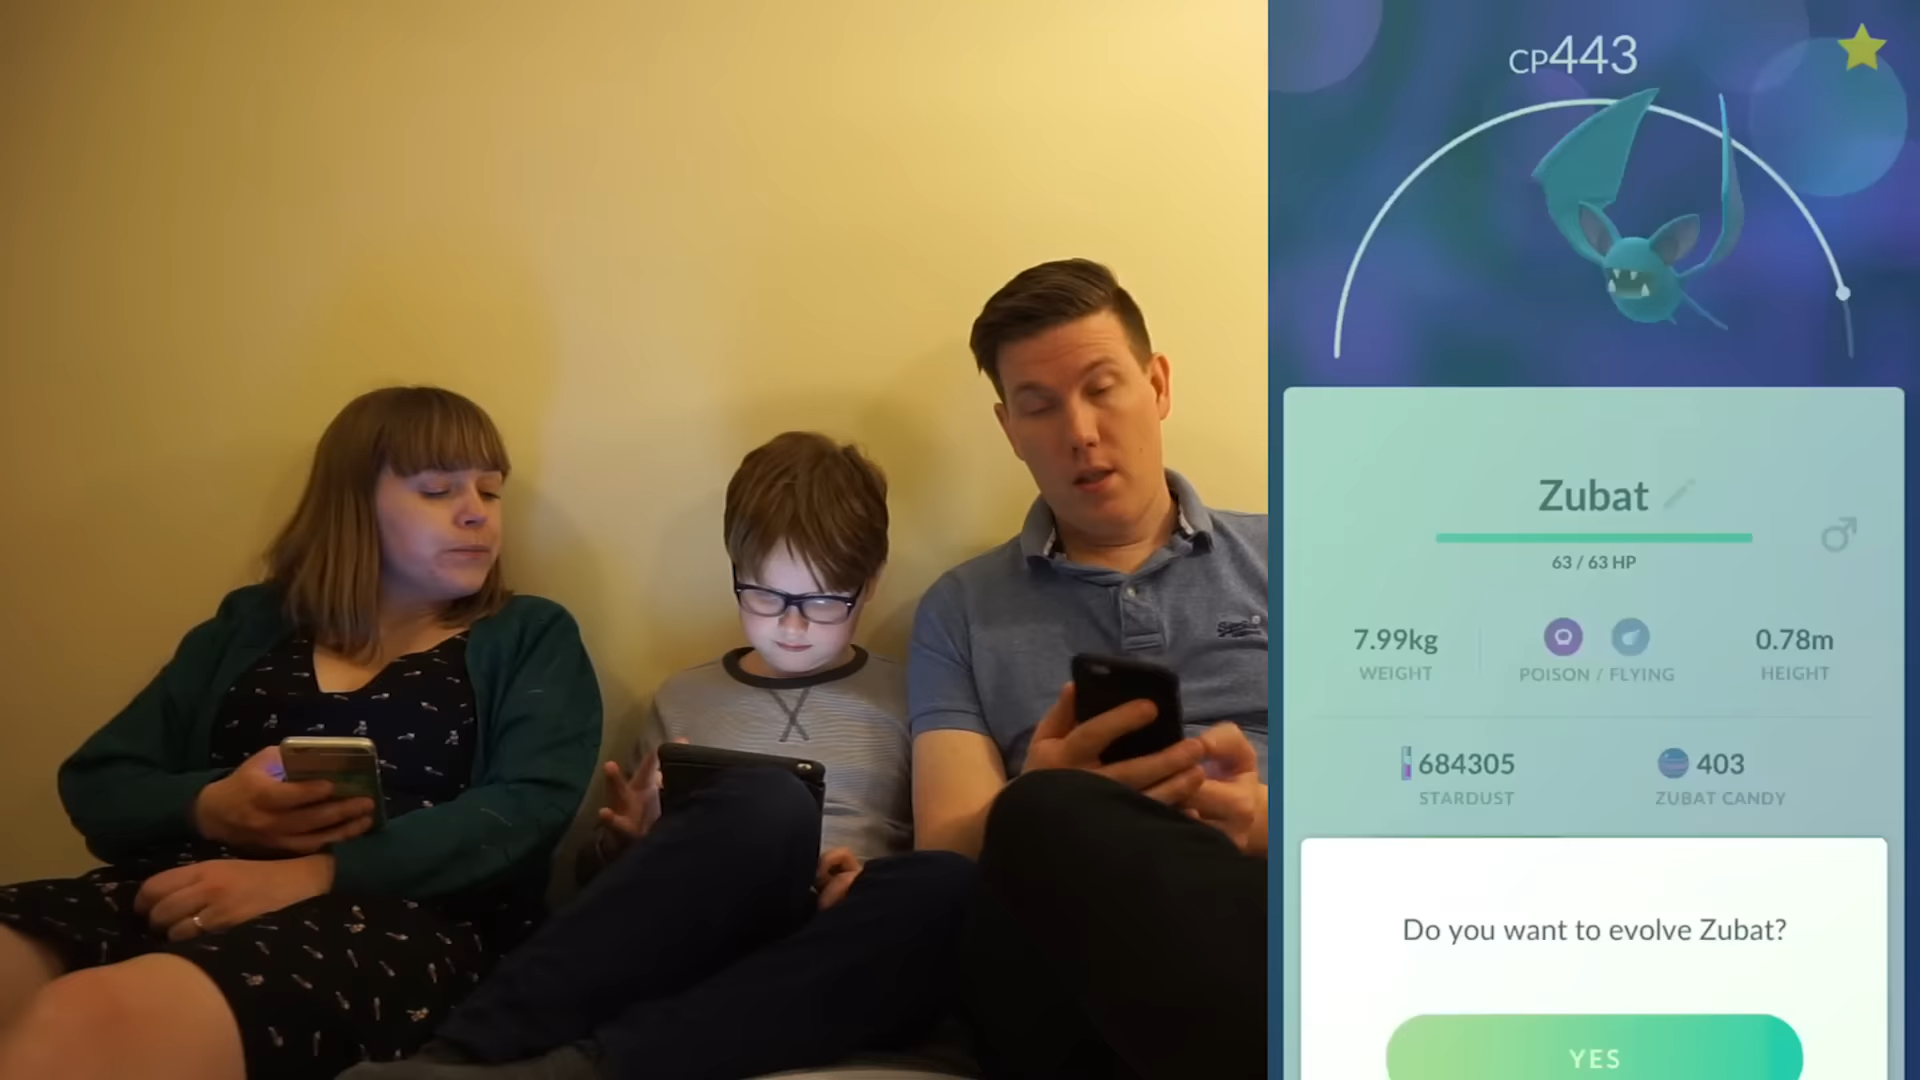 CP443
Zubat
63 / 63 HP
7.99kg
WEIGHT
POISON / FLYING
0.78m
HEIGHT
684305
STARDUST
403
ZUBAT CANDY
Do you want to evolve Zubat?
YES